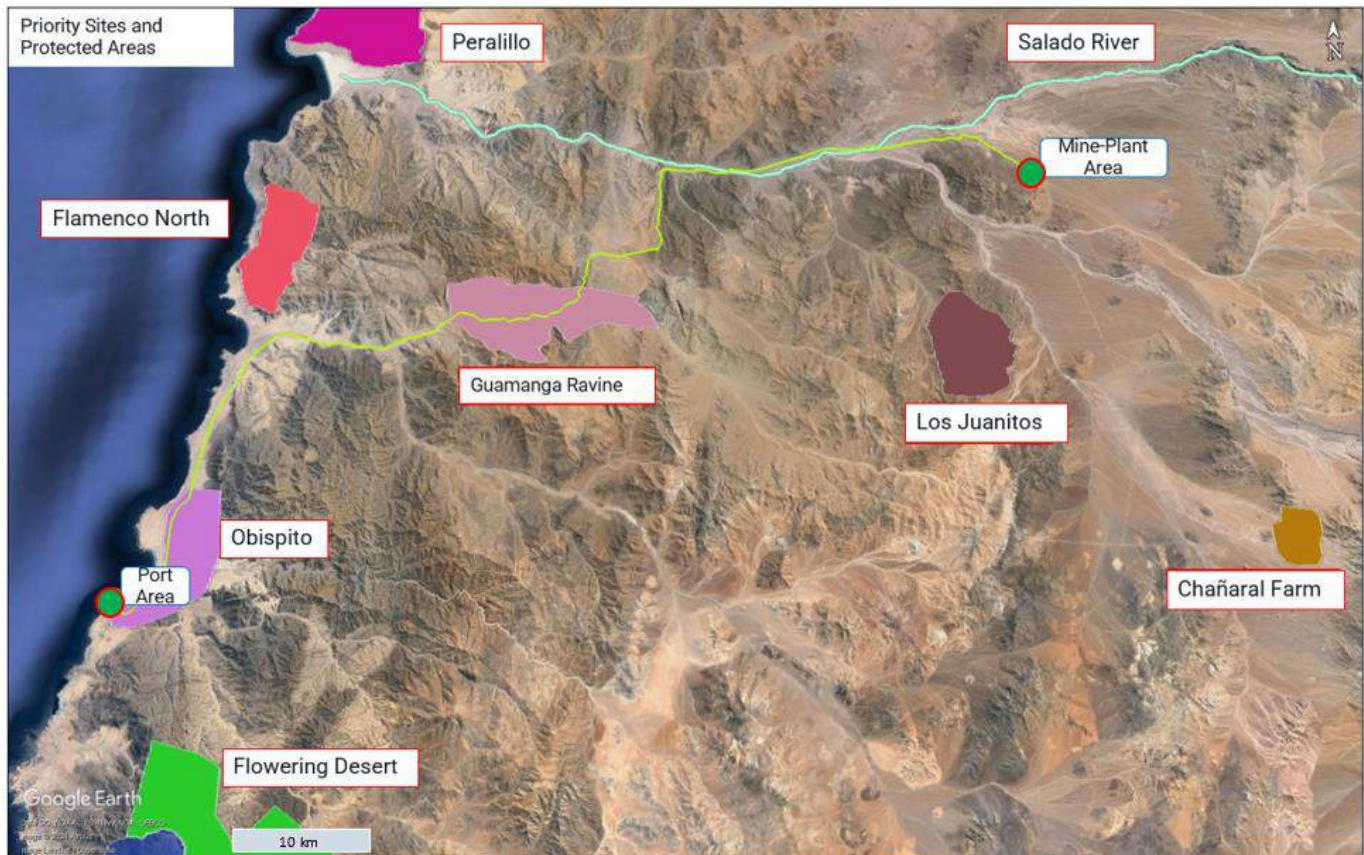 Priority Sites and
Protected Areas
Peralillo
Salado River
N
Mine-Plant
Area
Flamenco North
Guamanga Ravine
Los Juanitos
Obispito
Port
Area
Chañaral Farm
Flowering Desert
Google Earth
10 km